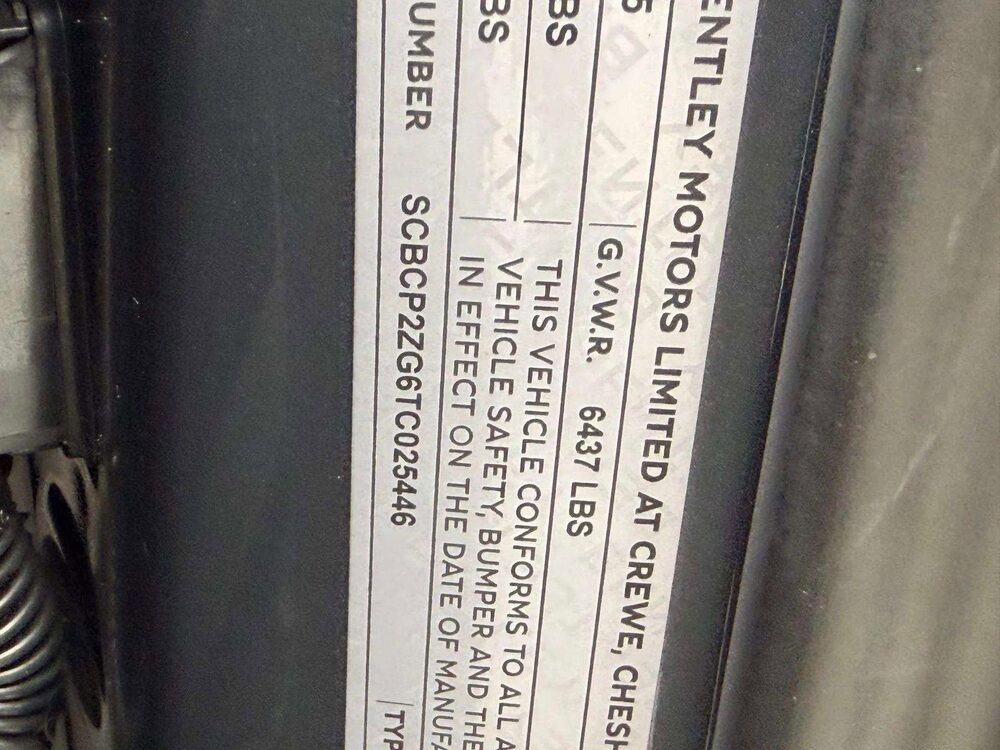 ENTLEY MOTORS LIMITED AT CREWE, CHESH
5 G.V.W.R. 6437 LBS
BS THIS VEHICLE CONFORMS TO ALL A
BS VEHICLE SAFETY, BUMPER AND THE
IN EFFECT ON THE DATE OF MANUFA
UMBER SCBCP2ZG6TC025446 TYP